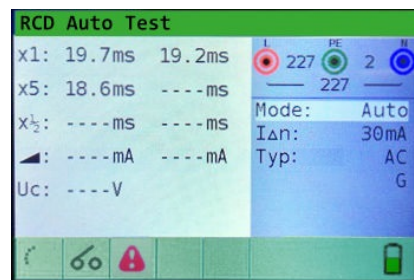 RCD Auto Test
x1: 19.7ms 19.2ms
x5: 18.6ms ----ms
x½: ----ms ----ms
◢: ----mA ----mA
Uc: ----V
L PE N
227 2
227
Mode: Auto
I∆n: 30mA
Typ: AC
G